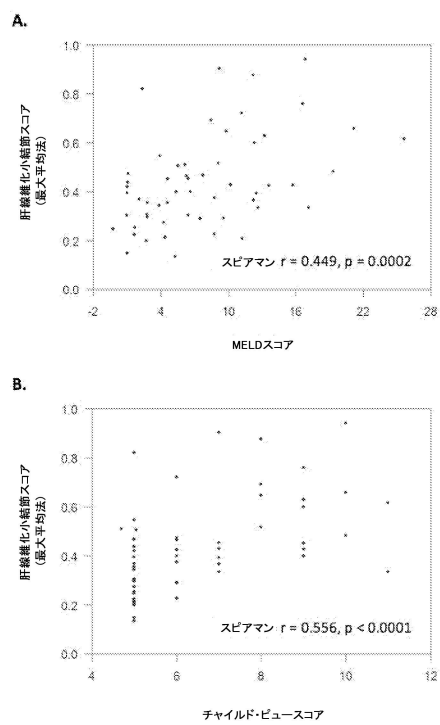 A.
1.0
0.8
0.6
0.4
0.2
0.0
肝線維化小結節スコア
(最大平均法)
スピアマン r = 0.449, p = 0.0002
-2 4 10 16 22 28
MELDスコア
B.
1.0
0.8
0.6
0.4
0.2
0.0
肝線維化小結節スコア
(最大平均法)
スピアマン r = 0.556, p < 0.0001
4 6 8 10 12
チャイルド・ピュースコア